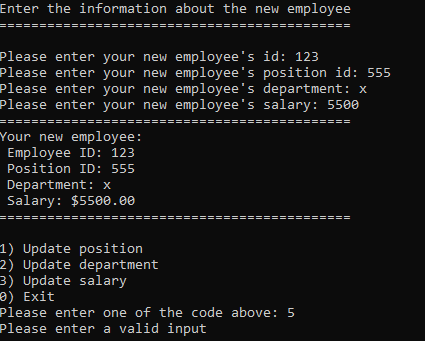 Enter the information about the new employee
============================================
Please enter your new employee's id: 123
Please enter your new employee's position id: 555
Please enter your new employee's department: x
Please enter your new employee's salary: 5500
============================================
Your new employee:
Employee ID: 123
Position ID: 555
Department: x
Salary: $5500.00
============================================
1) Update position
2) Update department
3) Update salary
0) Exit
Please enter one of the code above: 5
Please enter a valid input